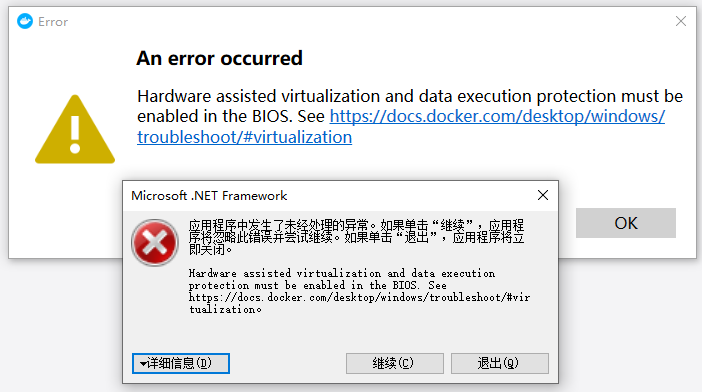 Error
An error occurred
Hardware assisted virtualization and data execution protection must be
enabled in the BIOS. See https://docs.docker.com/desktop/windows/
troubleshoot/#virtualization
OK
Microsoft .NET Framework
应用程序中发生了未经处理的异常。如果单击“继续”，应用程
序将忽略此错误并尝试继续。如果单击“退出”，应用程序将立
即关闭。
Hardware assisted virtualization and data execution
protection must be enabled in the BIOS. See
https://docs.docker.com/desktop/windows/troubleshoot/#vir
tualization。
详细信息(D)
继续(C)
退出(Q)